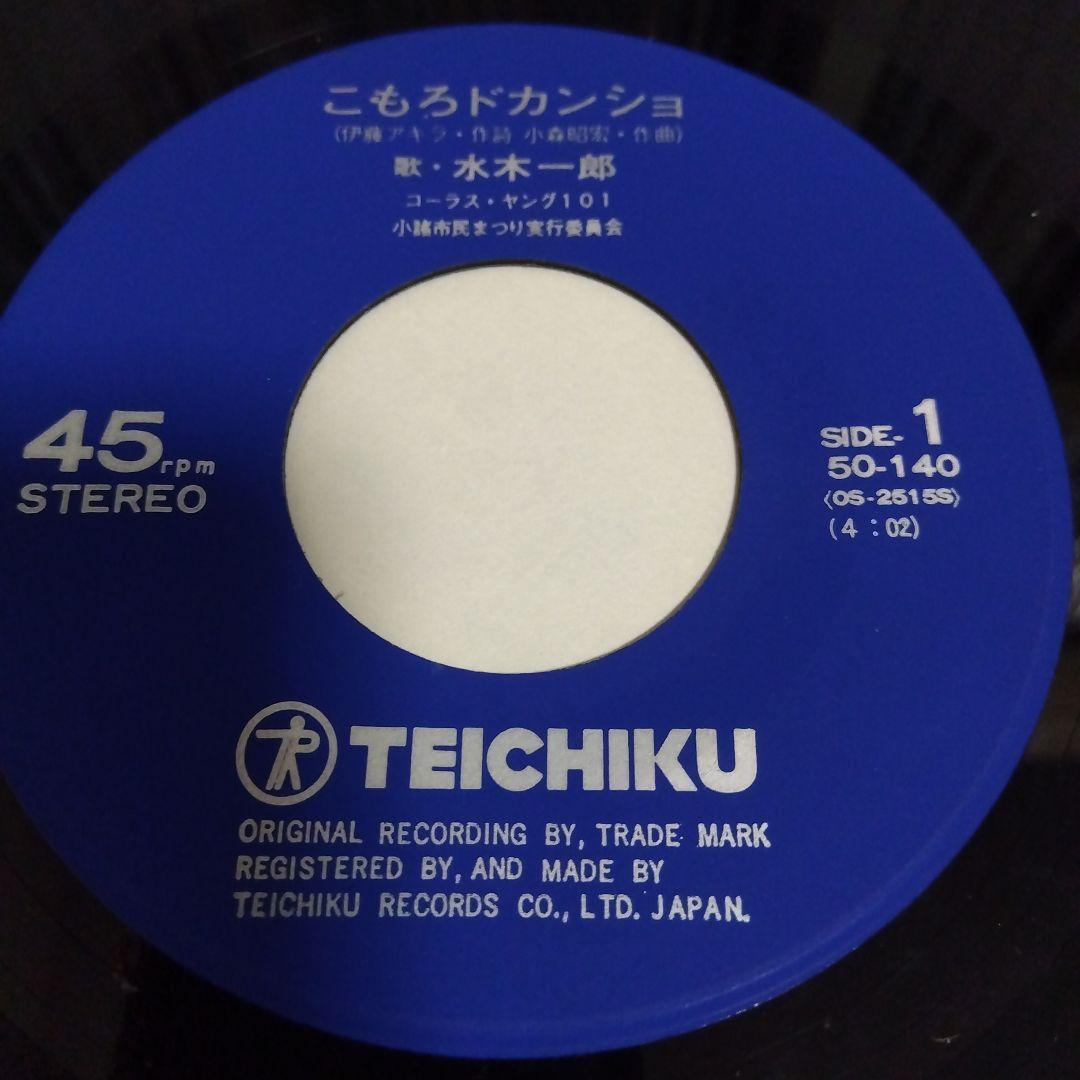 こもろドカンショ
(伊藤アキラ・作詩 小森昭宏・作曲)
歌・水木一郎
コーラス・ヤング101
小諸市民まつり実行委員会
45rpm
STEREO
SIDE-1
50-140
〈OS-2515S〉
(4:02)
TEICHIKU
ORIGINAL RECORDING BY, TRADE MARK
REGISTERED BY, AND MADE BY
TEICHIKU RECORDS CO., LTD. JAPAN.